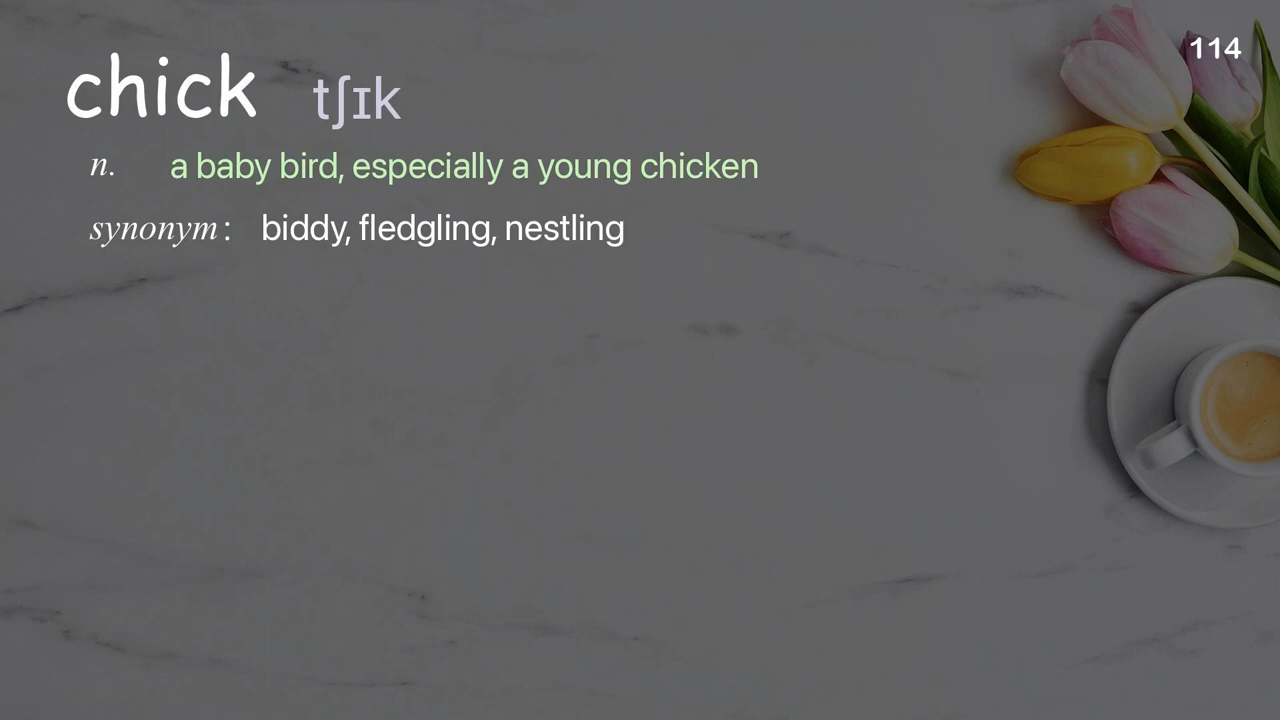 114
chick tʃɪk
n. a baby bird, especially a young chicken
synonym: biddy, fledgling, nestling